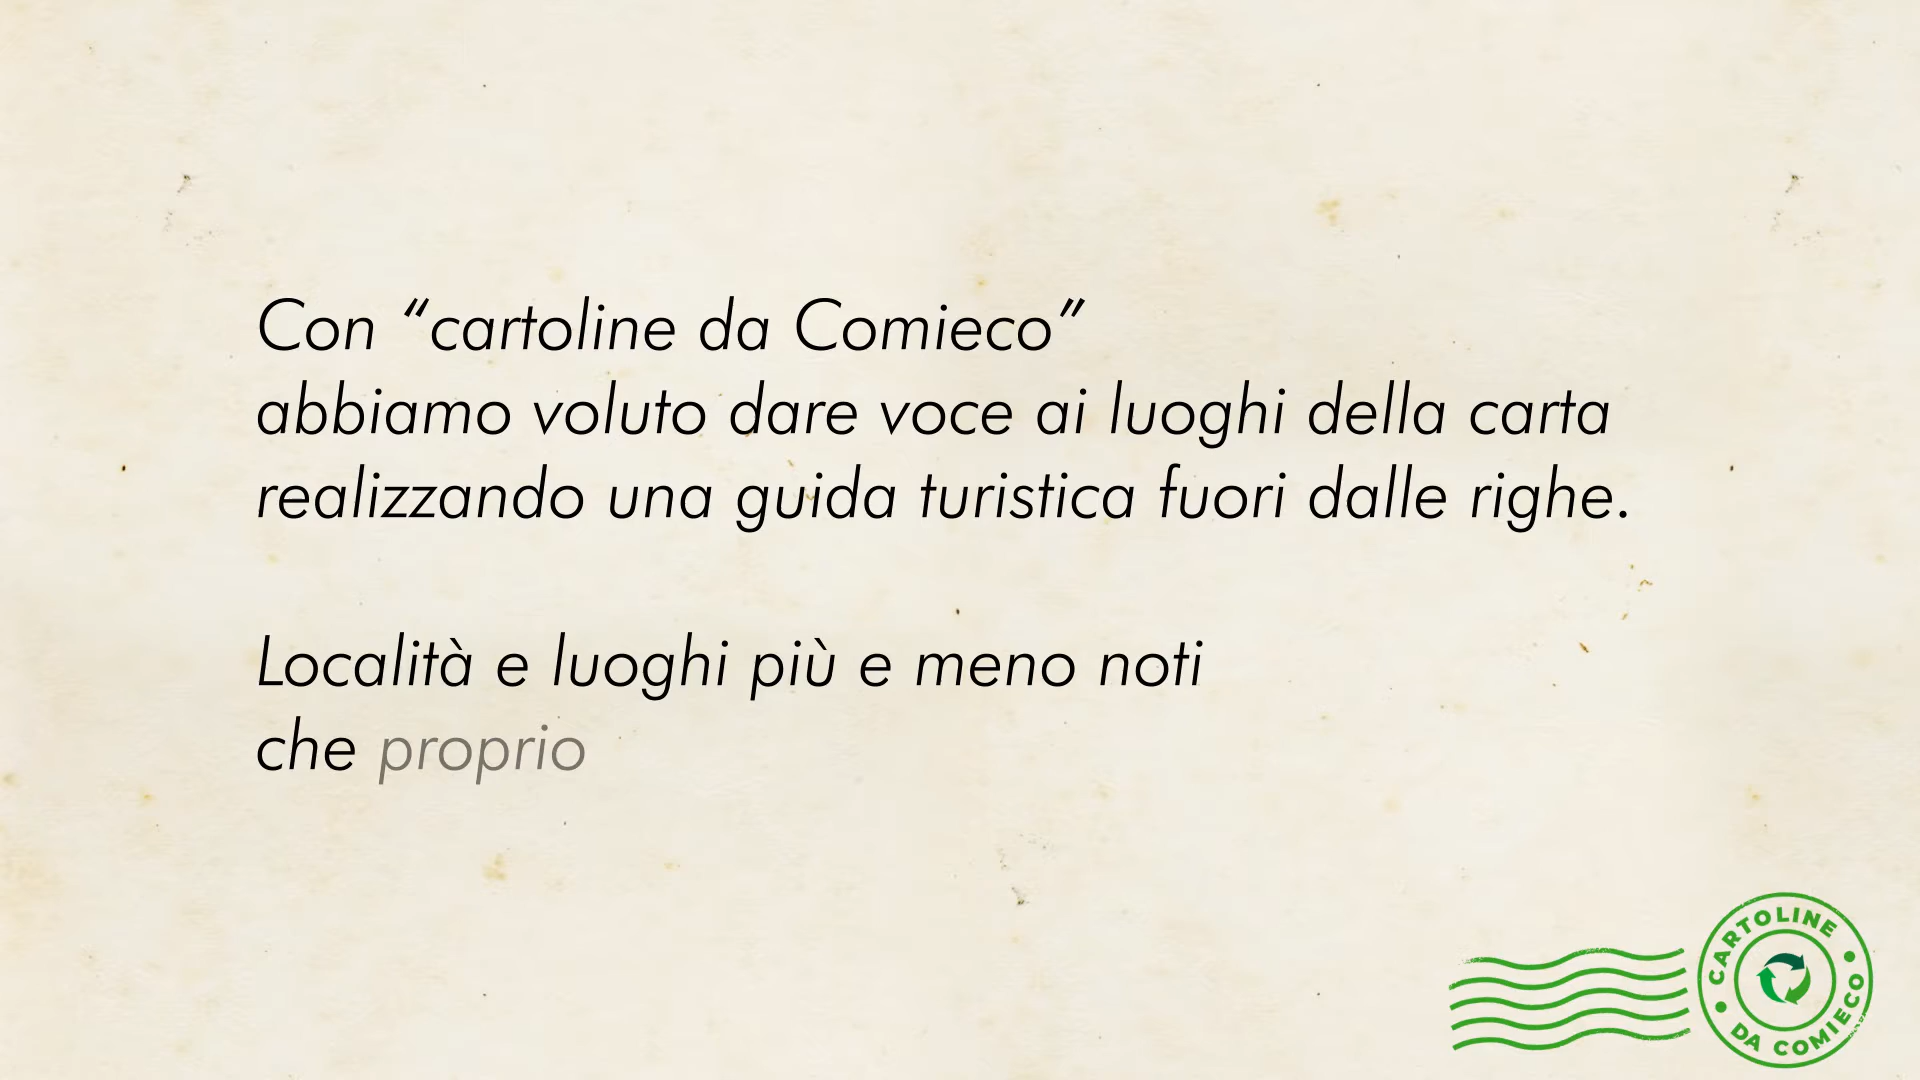 Con “cartoline da Comieco”
abbiamo voluto dare voce ai luoghi della carta
realizzando una guida turistica fuori dalle righe.
Località e luoghi più e meno noti
che proprio
CARTOLINE
DA COMIECO